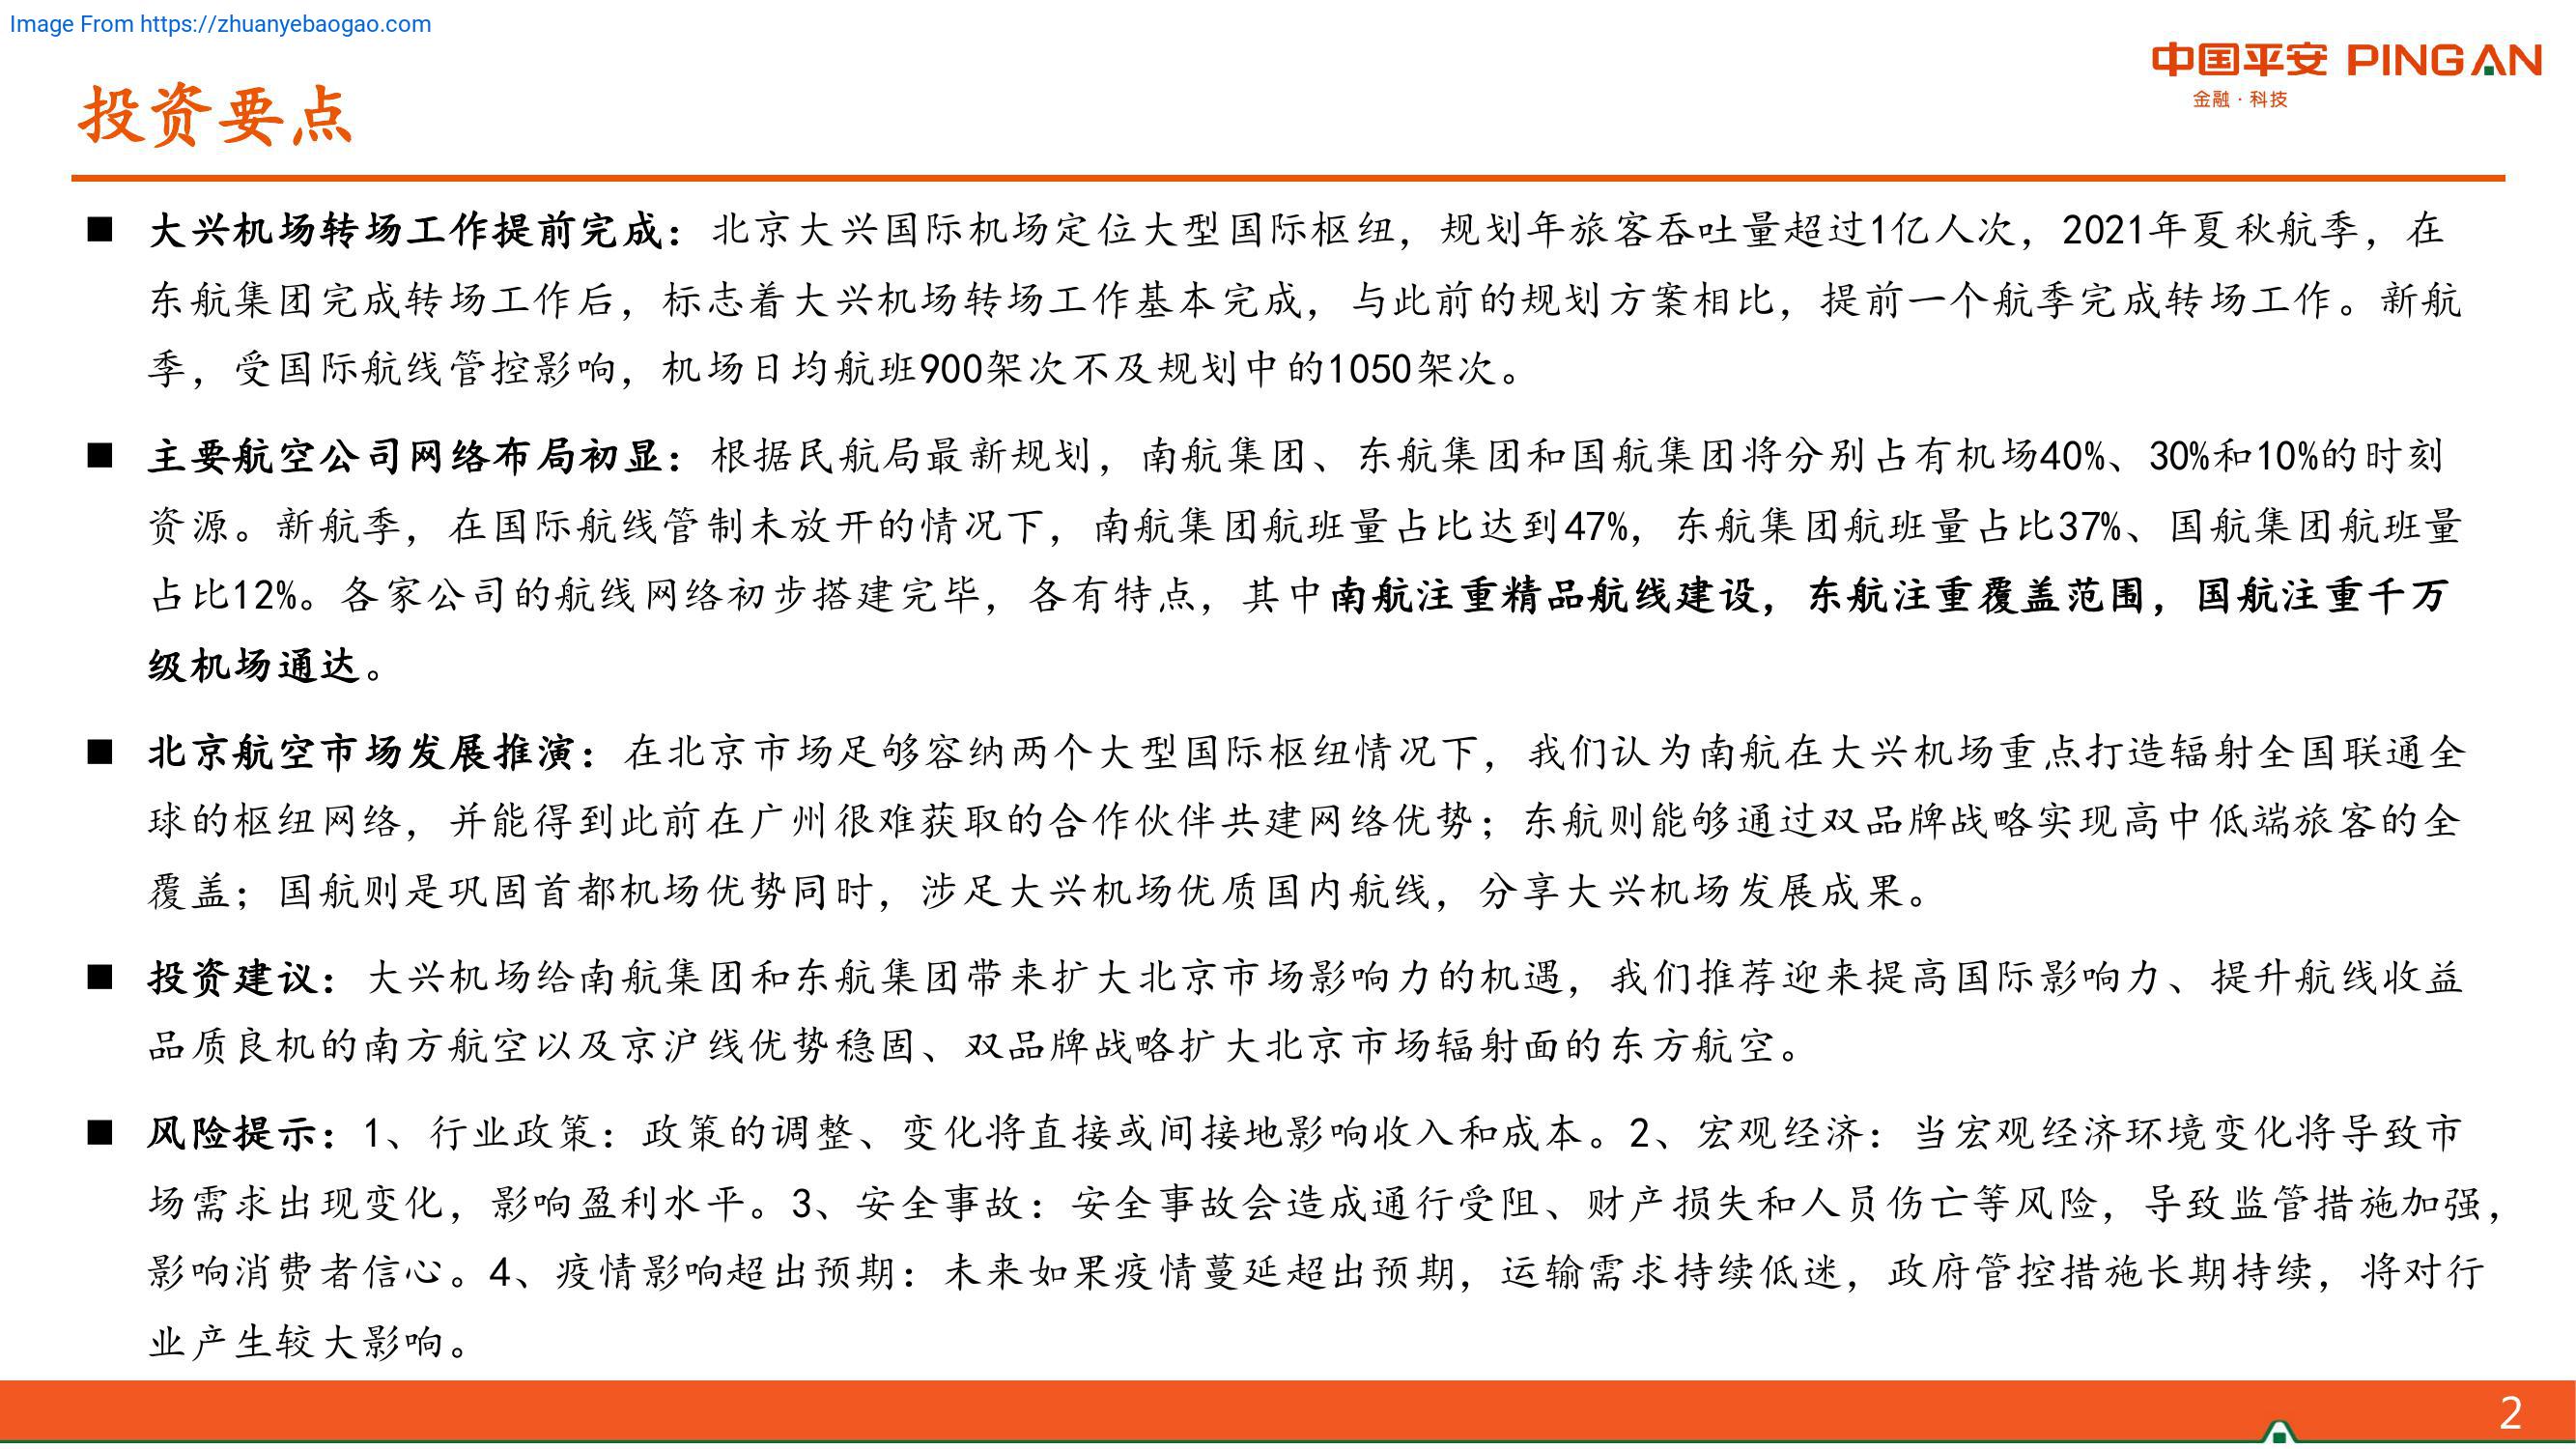 Image From https://zhuanyebaogao.com
中国平安 PING AN
金融·科技
投资要点
■ 大兴机场转场工作提前完成：北京大兴国际机场定位大型国际枢纽，规划年旅客吞吐量超过1亿人次，2021年夏秋航季，在
东航集团完成转场工作后，标志着大兴机场转场工作基本完成，与此前的规划方案相比，提前一个航季完成转场工作。新航
季，受国际航线管控影响，机场日均航班900架次不及规划中的1050架次。
■ 主要航空公司网络布局初显：根据民航局最新规划，南航集团、东航集团和国航集团将分别占有机场40%、30%和10%的时刻
资源。新航季，在国际航线管制未放开的情况下，南航集团航班量占比达到47%，东航集团航班量占比37%、国航集团航班量
占比12%。各家公司的航线网络初步搭建完毕，各有特点，其中南航注重精品航线建设，东航注重覆盖范围，国航注重千万
级机场通达。
■ 北京航空市场发展推演：在北京市场足够容纳两个大型国际枢纽情况下，我们认为南航在大兴机场重点打造辐射全国联通全
球的枢纽网络，并能得到此前在广州很难获取的合作伙伴共建网络优势；东航则能够通过双品牌战略实现高中低端旅客的全
覆盖；国航则是巩固首都机场优势同时，涉足大兴机场优质国内航线，分享大兴机场发展成果。
■ 投资建议：大兴机场给南航集团和东航集团带来扩大北京市场影响力的机遇，我们推荐迎来提高国际影响力、提升航线收益
品质良机的南方航空以及京沪线优势稳固、双品牌战略扩大北京市场辐射面的东方航空。
■ 风险提示：1、行业政策：政策的调整、变化将直接或间接地影响收入和成本。2、宏观经济：当宏观经济环境变化将导致市
场需求出现变化，影响盈利水平。3、安全事故：安全事故会造成通行受阻、财产损失和人员伤亡等风险，导致监管措施加强，
影响消费者信心。4、疫情影响超出预期：未来如果疫情蔓延超出预期，运输需求持续低迷，政府管控措施长期持续，将对行
业产生较大影响。
2